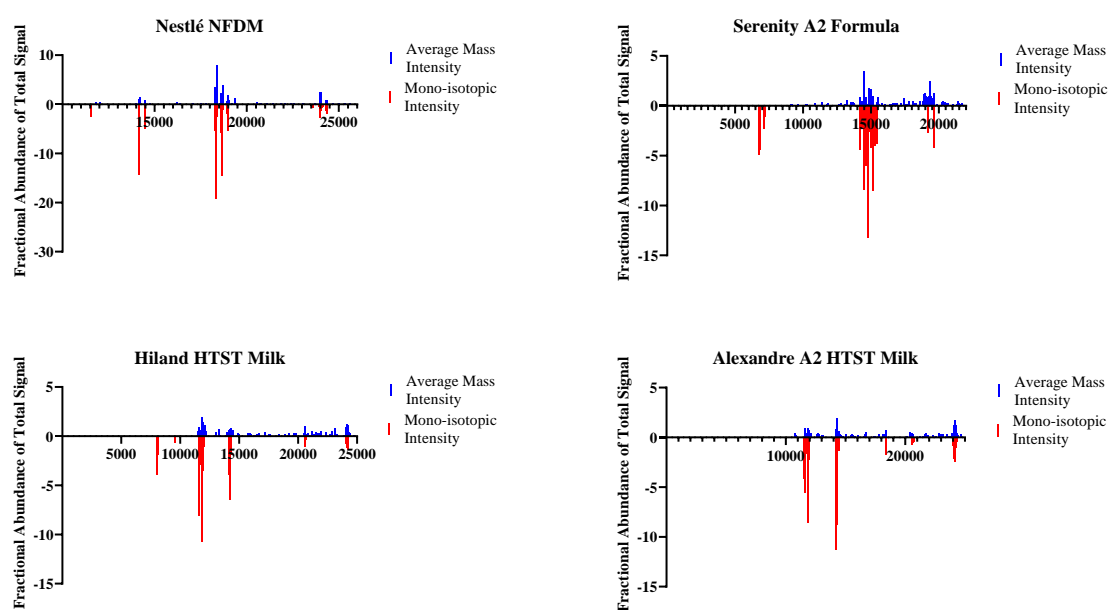 Nestlé NFDM
Fractional Abundance of Total Signal
10
0
-10
-20
-30
15000
20000
25000
Average Mass
Intensity
Mono-isotopic
Intensity
Serenity A2 Formula
Fractional Abundance of Total Signal
5
0
-5
-10
-15
5000
10000
15000
20000
Average Mass
Intensity
Mono-isotopic
Intensity
Hiland HTST Milk
Fractional Abundance of Total Signal
5
0
-5
-10
-15
5000
10000
15000
20000
25000
Average Mass
Intensity
Mono-isotopic
Intensity
Alexandre A2 HTST Milk
Fractional Abundance of Total Signal
5
0
-5
-10
-15
10000
20000
Average Mass
Intensity
Mono-isotopic
Intensity